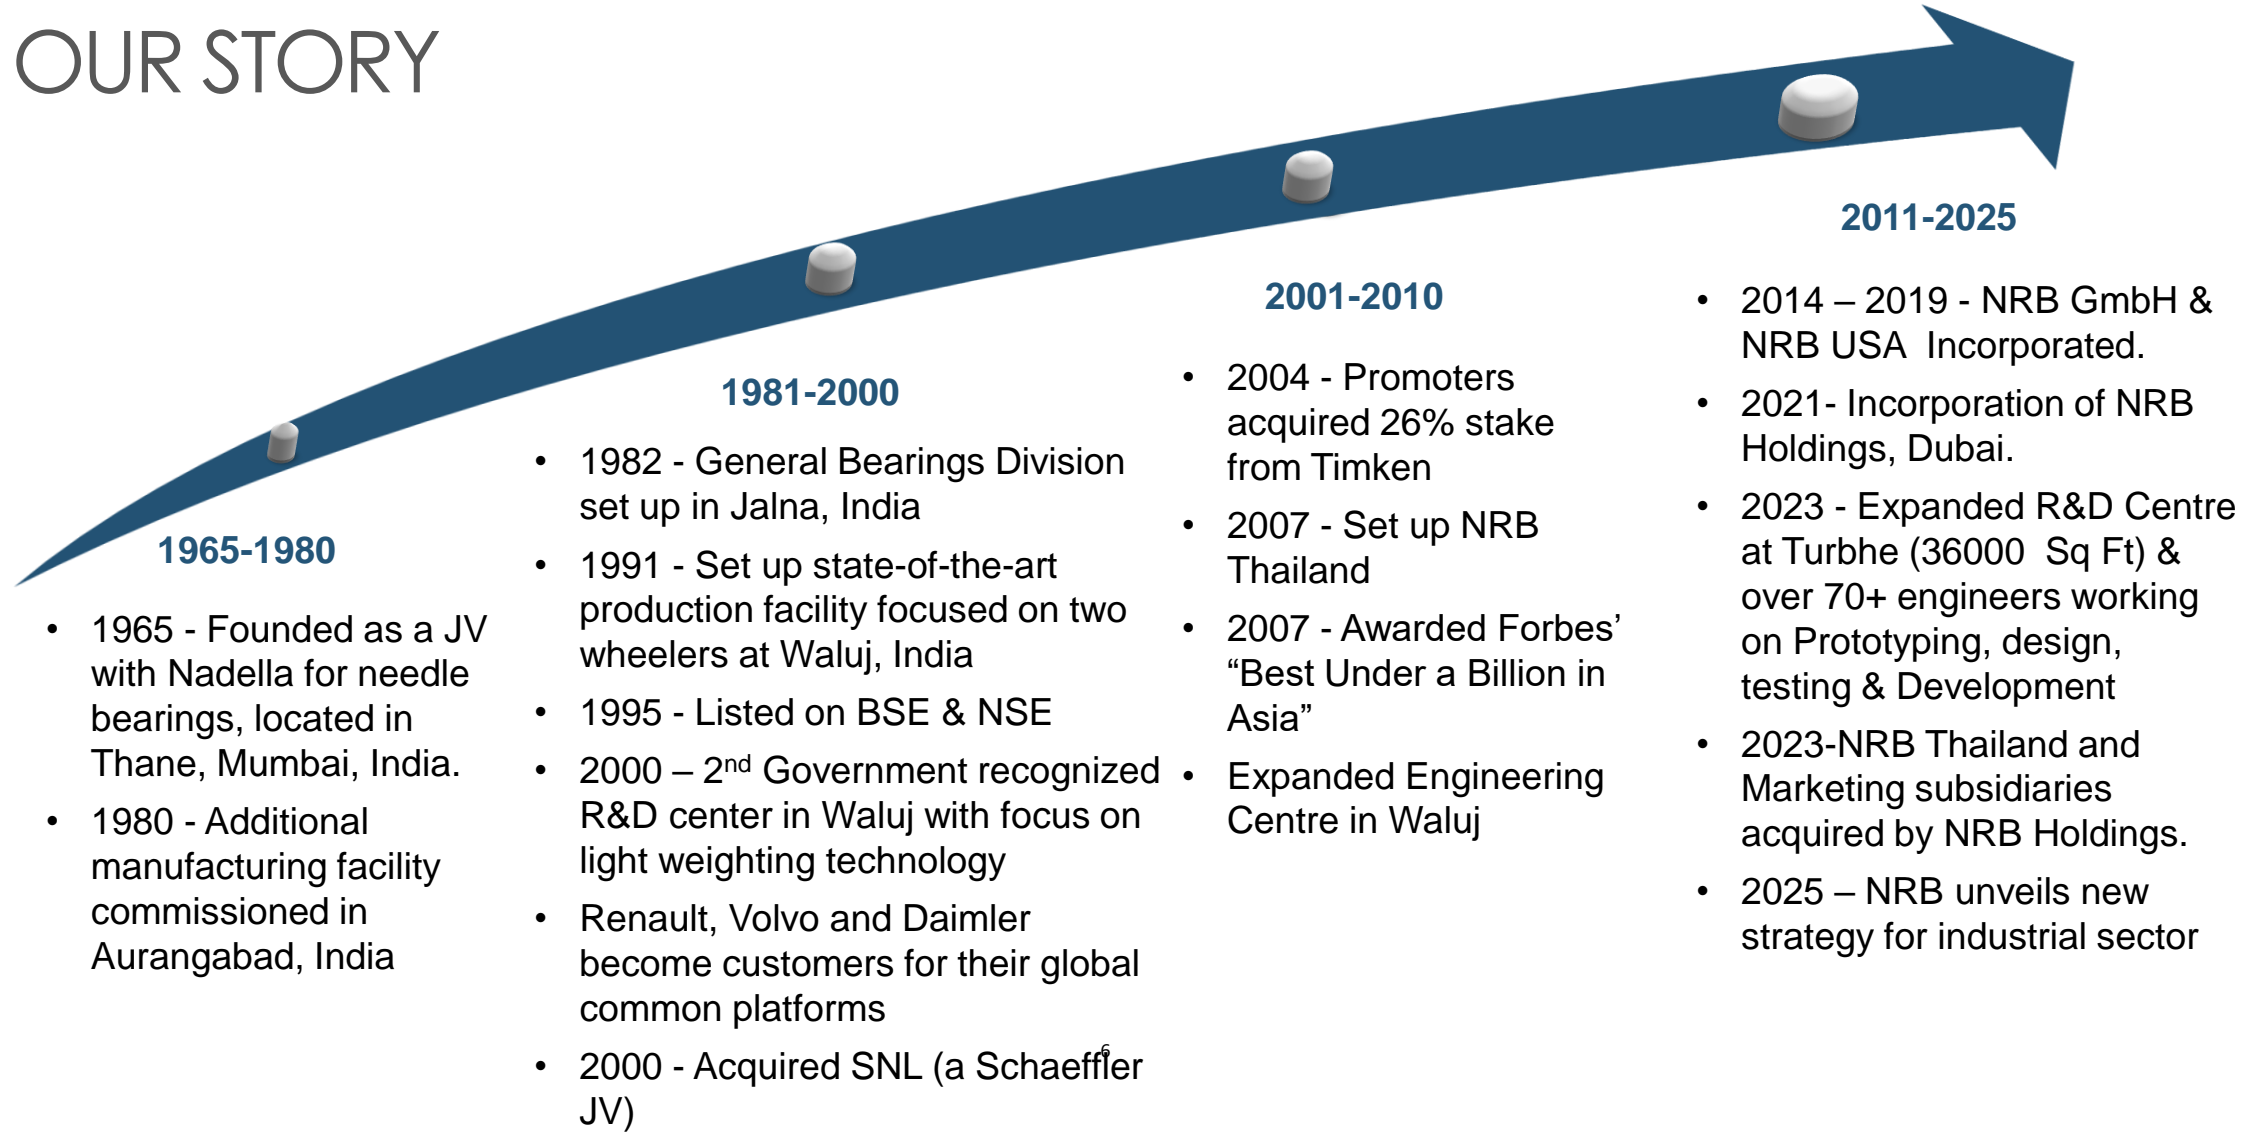 OUR STORY
1965-1980
• 1965 - Founded as a JV
with Nadella for needle
bearings, located in
Thane, Mumbai, India.
• 1980 - Additional
manufacturing facility
commissioned in
Aurangabad, India
1981-2000
• 1982 - General Bearings Division
set up in Jalna, India
• 1991 - Set up state-of-the-art
production facility focused on two
wheelers at Waluj, India
• 1995 - Listed on BSE & NSE
• 2000 – 2nd Government recognized
R&D center in Waluj with focus on
light weighting technology
• Renault, Volvo and Daimler
become customers for their global
common platforms
• 2000 - Acquired SNL (a Schaeffler
JV)
2001-2010
• 2004 - Promoters
acquired 26% stake
from Timken
• 2007 - Set up NRB
Thailand
• 2007 - Awarded Forbes’
“Best Under a Billion in
Asia”
• Expanded Engineering
Centre in Waluj
2011-2025
• 2014 – 2019 - NRB GmbH &
NRB USA  Incorporated.
• 2021- Incorporation of NRB
Holdings, Dubai.
• 2023 - Expanded R&D Centre
at Turbhe (36000  Sq Ft) &
over 70+ engineers working
on Prototyping, design,
testing & Development
• 2023-NRB Thailand and
Marketing subsidiaries
acquired by NRB Holdings.
• 2025 – NRB unveils new
strategy for industrial sector
6